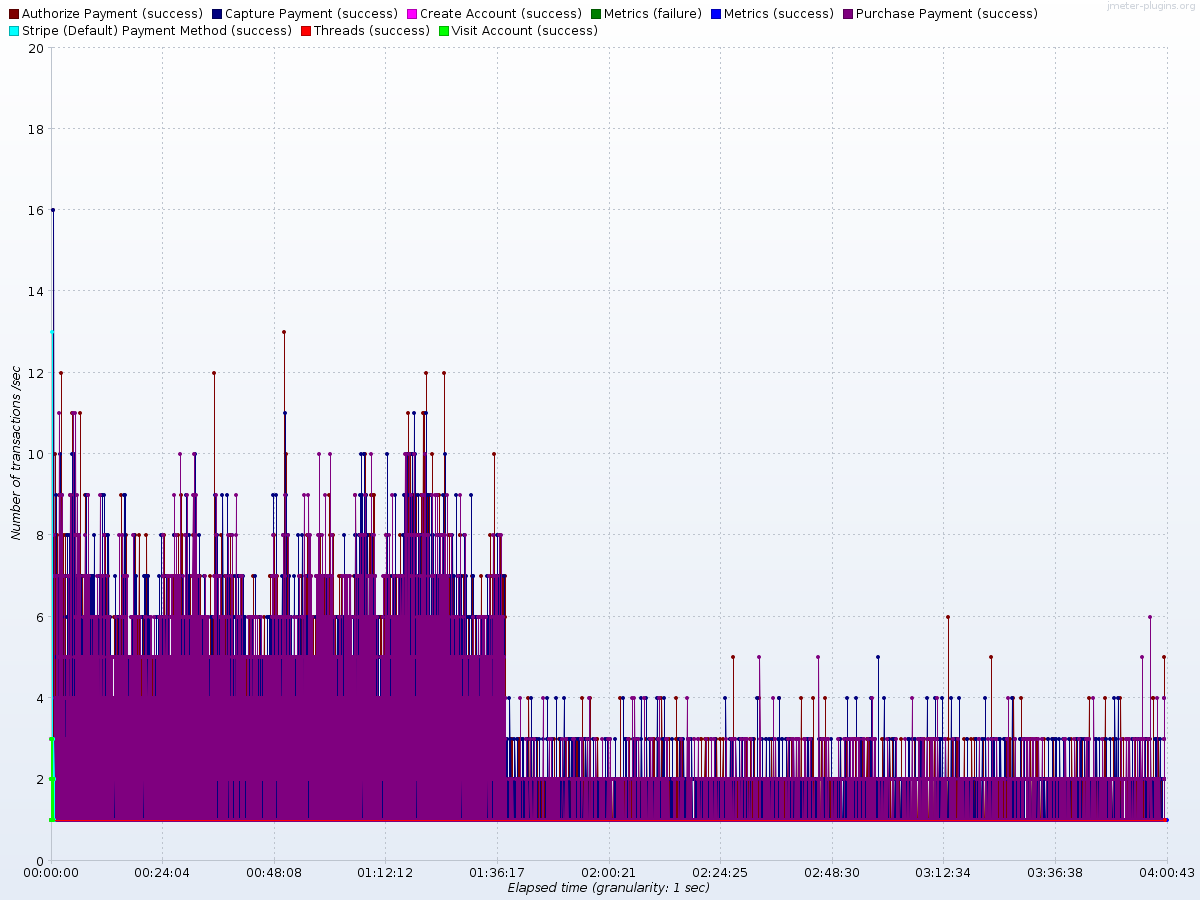 jmeter-plugins.org
Authorize Payment (success) Capture Payment (success) Create Account (success) Metrics (failure) Metrics (success) Purchase Payment (success)
Stripe (Default) Payment Method (success) Threads (success) Visit Account (success)
20
18
16
14
12
10
8
6
4
2
0
Number of transactions /sec
00:00:00 00:24:04 00:48:08 01:12:12 01:36:17 02:00:21 02:24:25 02:48:30 03:12:34 03:36:38 04:00:43
Elapsed time (granularity: 1 sec)